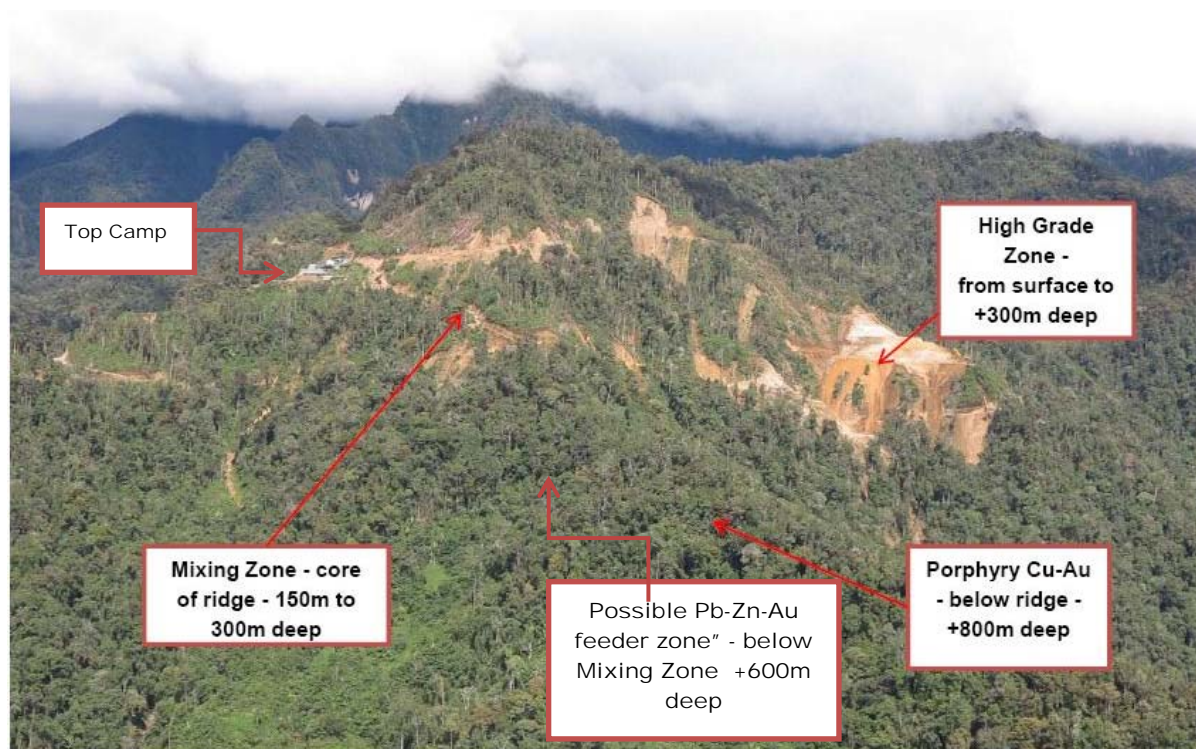 Top Camp
High Grade
Zone -
from surface to
+300m deep
Mixing Zone - core
of ridge - 150m to
300m deep
Possible Pb-Zn-Au
feeder zone” - below
Mixing Zone +600m
deep
Porphyry Cu-Au
- below ridge -
+800m deep